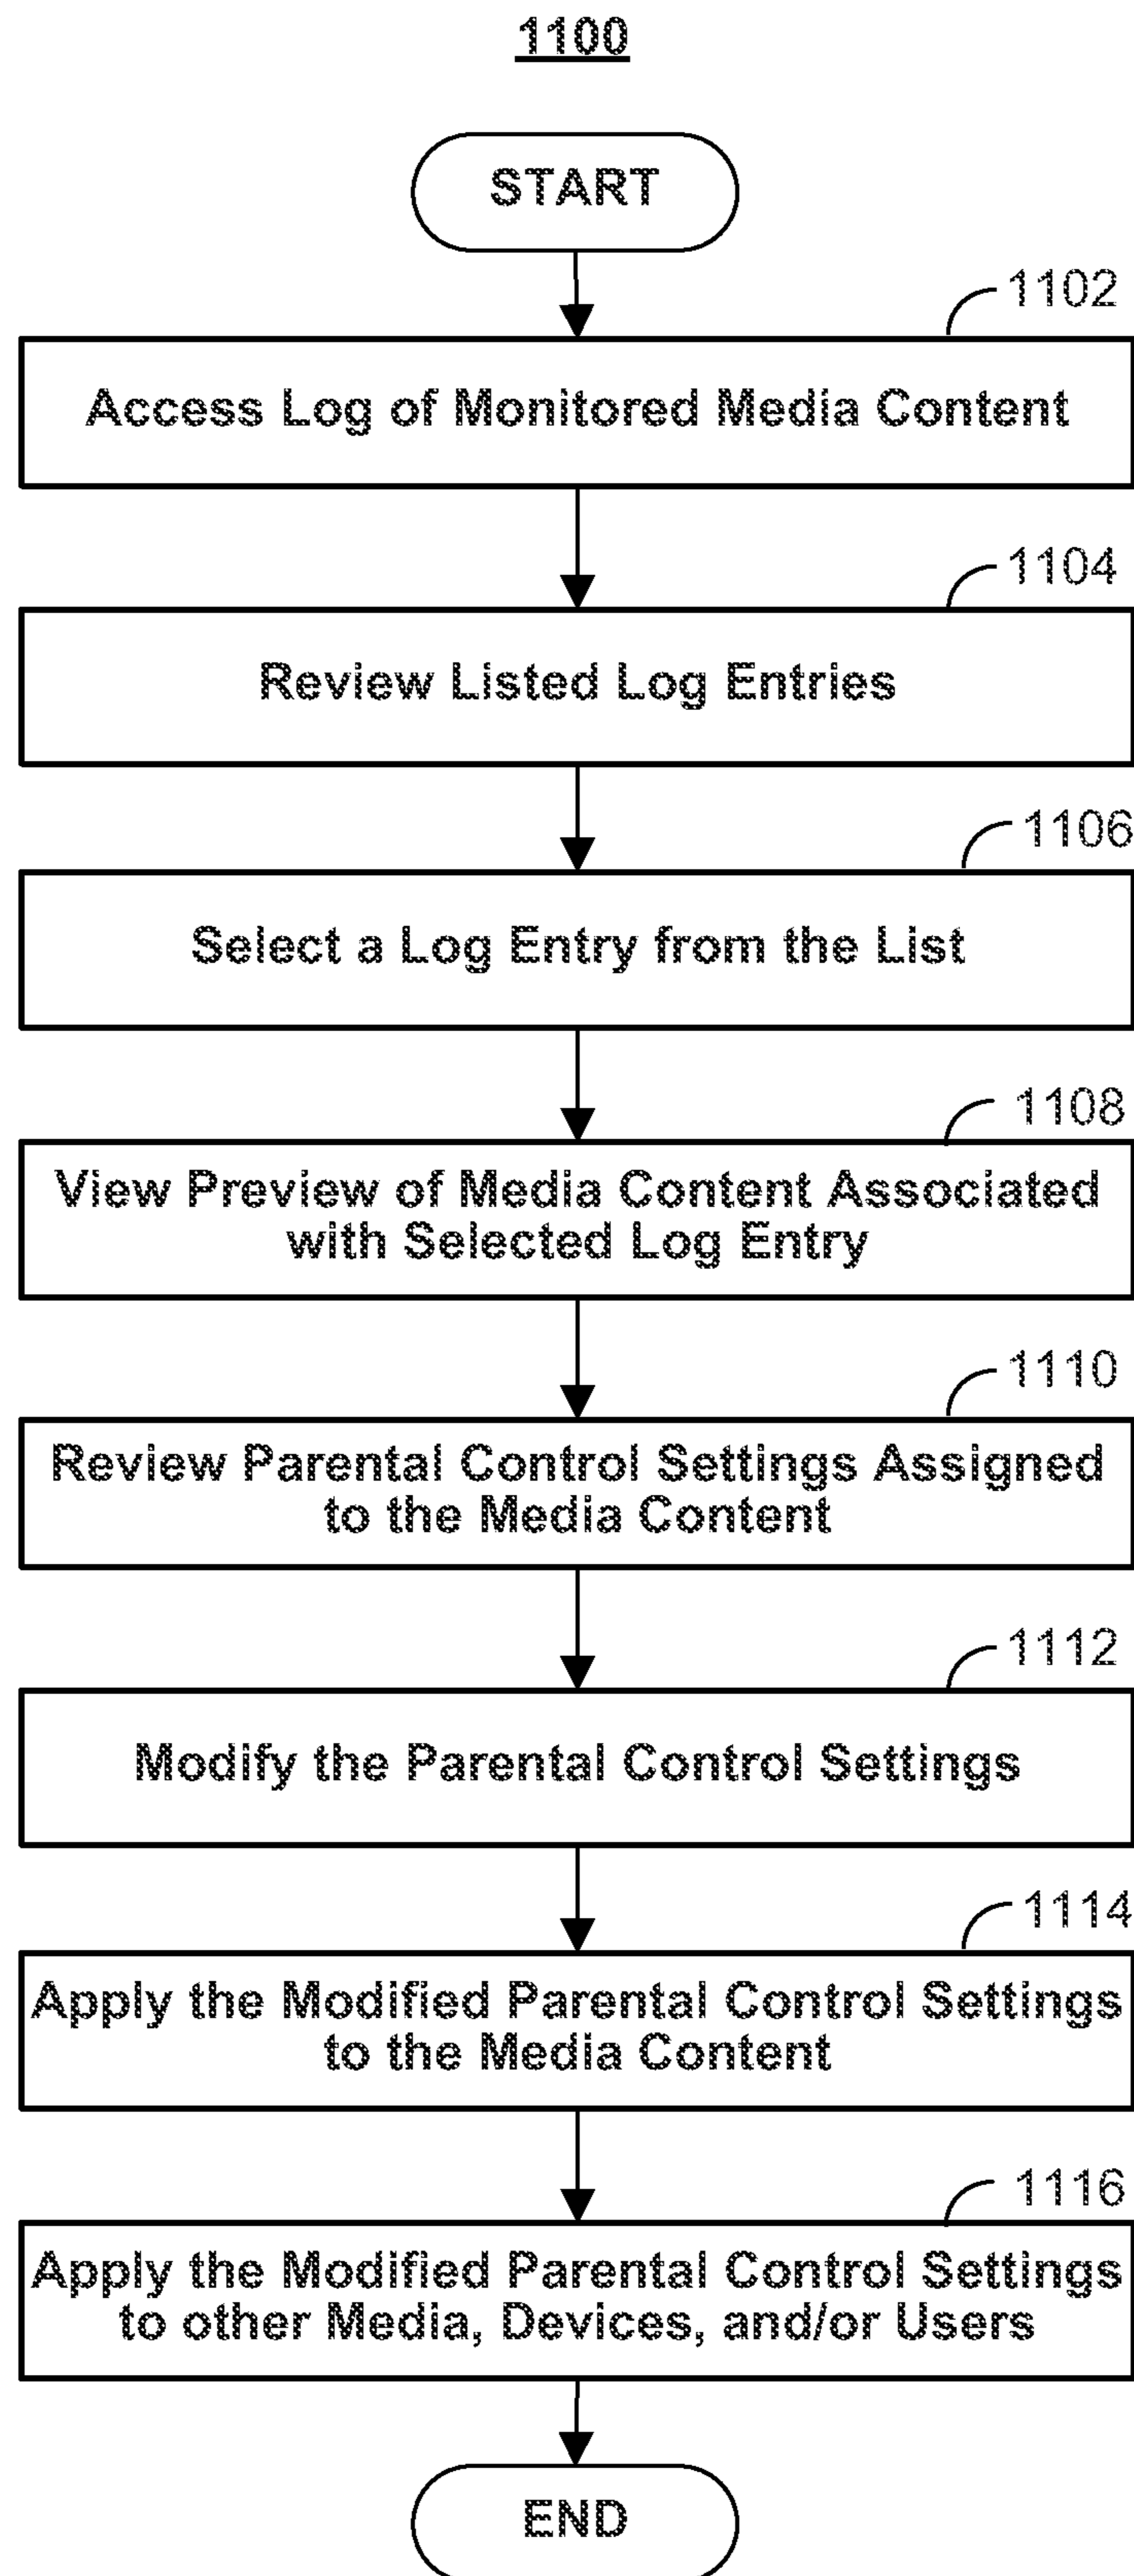 1100
START
1102
Access Log of Monitored Media Content
1104
Review Listed Log Entries
1106
Select a Log Entry from the List
1108
View Preview of Media Content Associated
with Selected Log Entry
1110
Review Parental Control Settings Assigned
to the Media Content
1112
Modify the Parental Control Settings
1114
Apply the Modified Parental Control Settings
to the Media Content
1116
Apply the Modified Parental Control Settings
to other Media, Devices, and/or Users
END